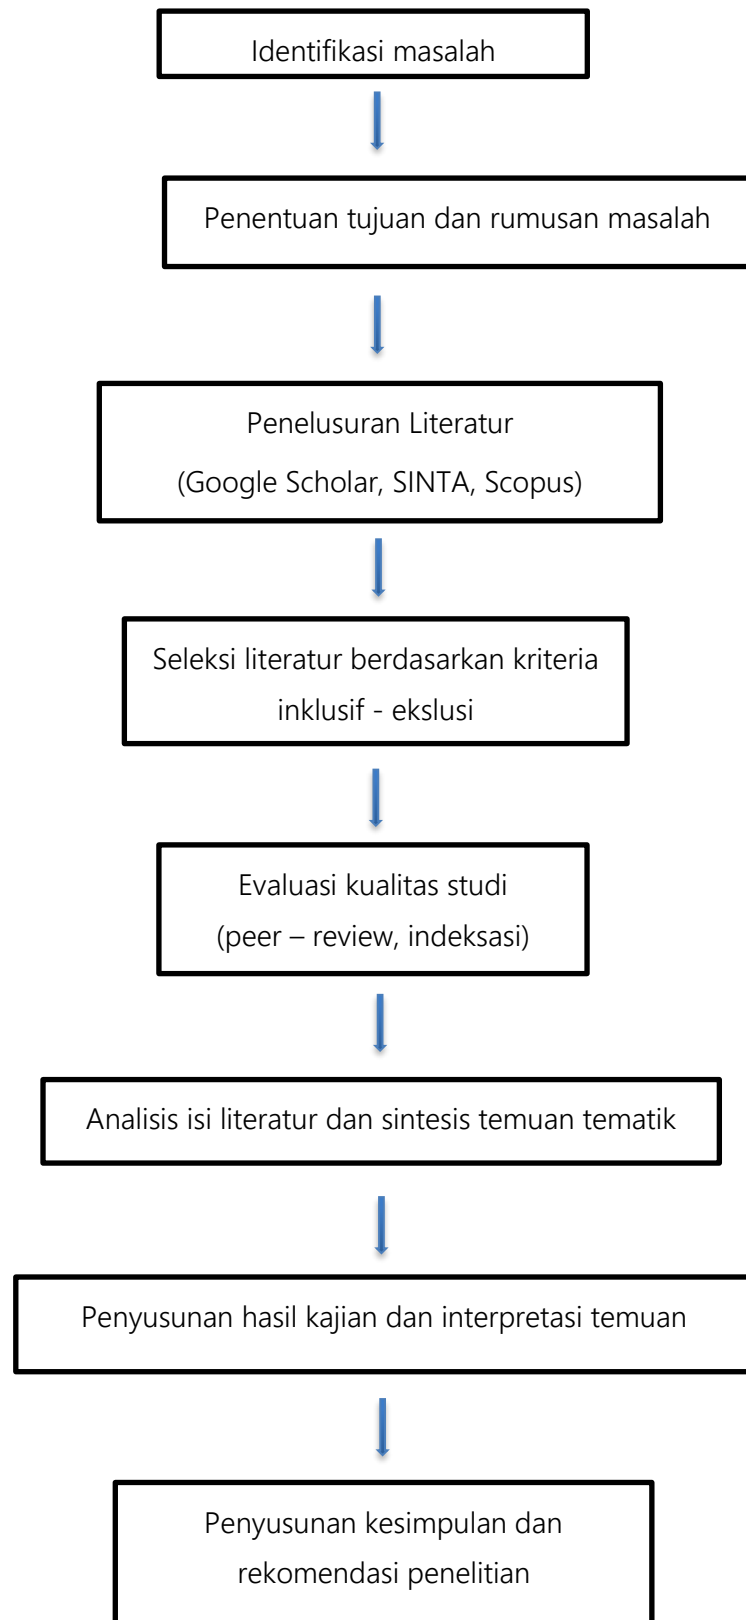 Identifikasi masalah
Penentuan tujuan dan rumusan masalah
Penelusuran Literatur
(Google Scholar, SINTA, Scopus)
Seleksi literatur berdasarkan kriteria
inklusif - ekslusi
Evaluasi kualitas studi
(peer – review, indeksasi)
Analisis isi literatur dan sintesis temuan tematik
Penyusunan hasil kajian dan interpretasi temuan
Penyusunan kesimpulan dan
rekomendasi penelitian